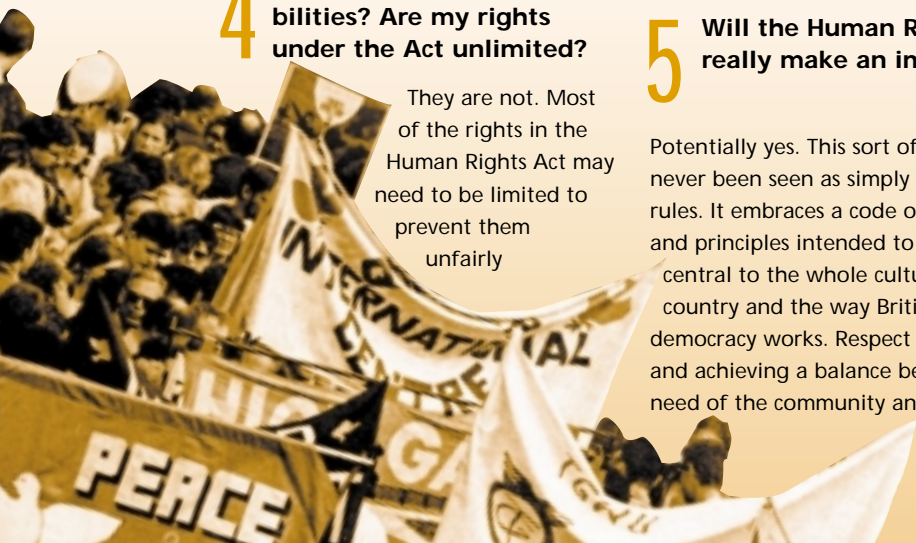 4
bilities? Are my rights
under the Act unlimited?
They are not. Most
of the rights in the
Human Rights Act may
need to be limited to
prevent them
unfairly
5
Will the Human R
really make an in
Potentially yes. This sort of
never been seen as simply
rules. It embraces a code o
and principles intended to
central to the whole cultu
country and the way Briti
democracy works. Respect
and achieving a balance be
need of the community an
INTERNATIONAL
CENTRE
PEACE